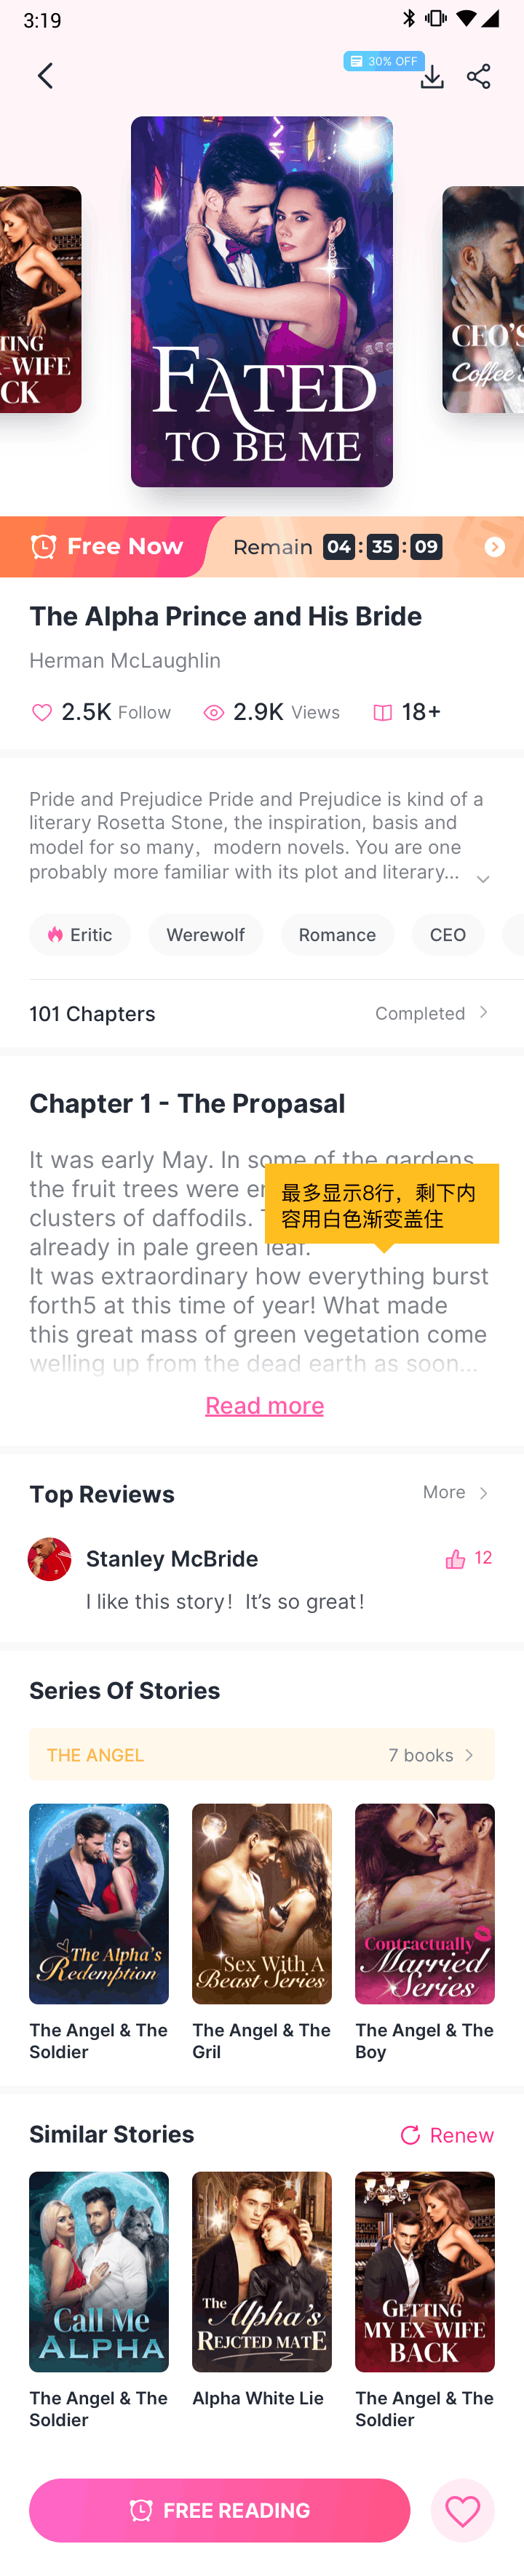 3:19
30% OFF
TING
-WIFE
CK
FATED
TO BE ME
CEO'S
Coffee
Free Now
Remain 04 : 35 : 09
The Alpha Prince and His Bride
Herman McLaughlin
2.5K Follow 2.9K Views 18+
Pride and Prejudice Pride and Prejudice is kind of a
literary Rosetta Stone, the inspiration, basis and
model for so many，modern novels. You are one
probably more familiar with its plot and literary...
Eritic Werewolf Romance CEO
101 Chapters Completed
Chapter 1 - The Propasal
It was early May. In some of the gardens
the fruit trees were er
clusters of daffodils.
already in pale green leaf.
最多显示8行，剩下内
容用白色渐变盖住
It was extraordinary how everything burst
forth5 at this time of year! What made
this great mass of green vegetation come
welling up from the dead earth as soon...
Read more
Top Reviews More
Stanley McBride 12
I like this story！It's so great！
Series Of Stories
THE ANGEL 7 books
The Alpha's
Redemption
Sex With A
Beast Series
Contractually
Married
Series
The Angel & The
Soldier
The Angel & The
Gril
The Angel & The
Boy
Similar Stories Renew
Call Me
ALPHA
The
Alpha's
REJCTED MATE
GETTING
MY EX-WIFE
BACK
The Angel & The
Soldier
Alpha White Lie
The Angel & The
Soldier
FREE READING